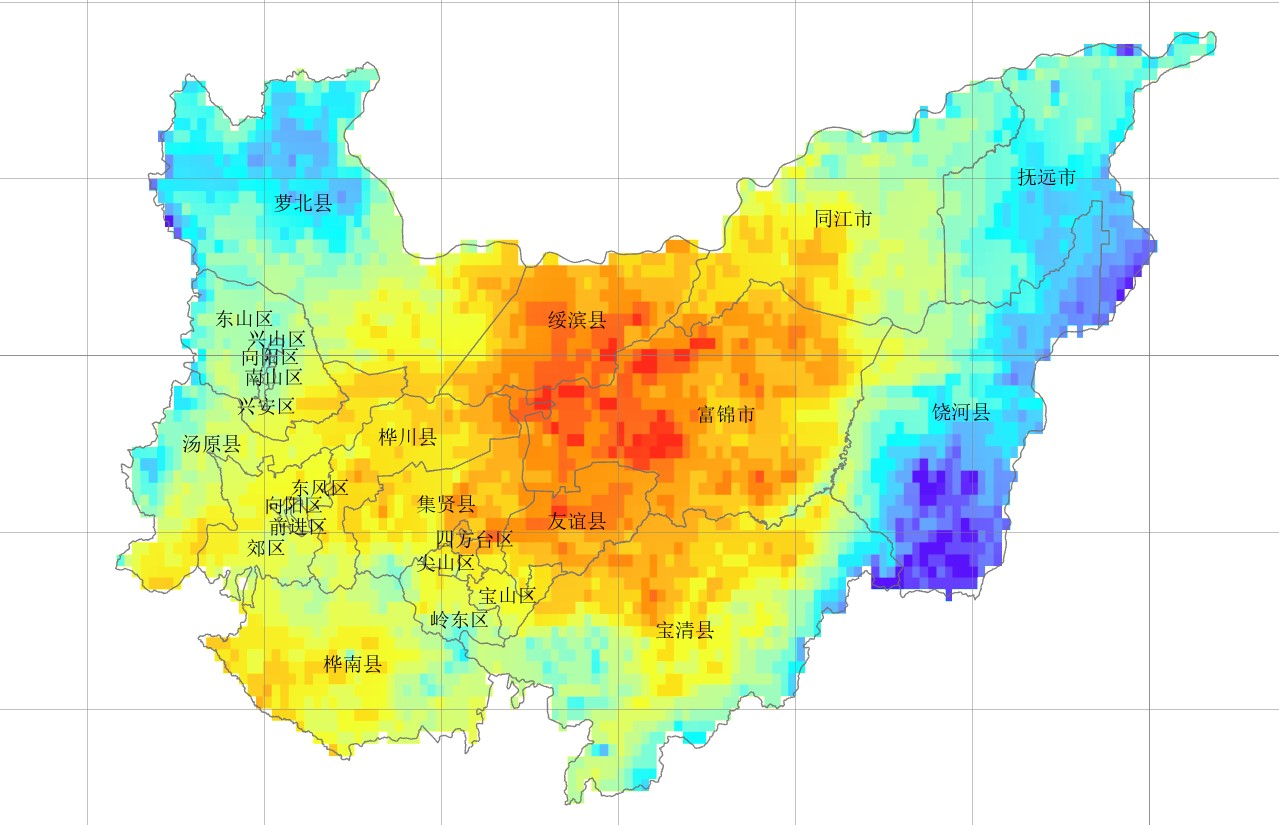 抚远市
萝北县
同江市
东山区
绥滨县
兴山区
向阳区
南山区
兴安区
饶河县
富锦市
桦川县
汤原县
东风区
集贤县
向阳区
友谊县
前进区
四方台区
郊区
尖山区
宝山区
岭东区
宝清县
桦南县